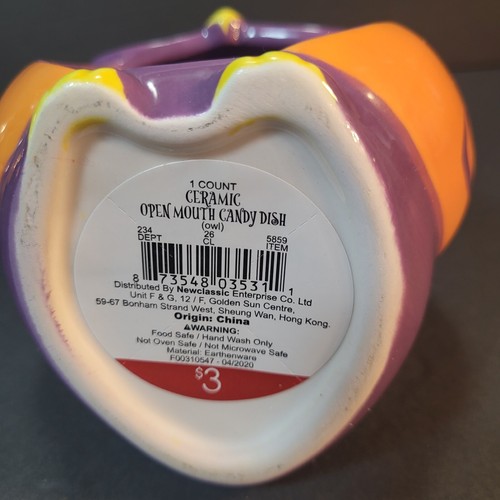 1 COUNT
CERAMIC
OPEN MOUTH CANDY DISH
(owl)
234 26 5859
DEPT CL ITEM
8 73548 03531 1
Distributed By Newclassic Enterprise Co. Ltd
Unit F & G, 12 / F, Golden Sun Centre,
59-67 Bonham Strand West, Sheung Wan, Hong Kong.
Origin: China
⚠WARNING:
Food Safe / Hand Wash Only
Not Oven Safe / Not Microwave Safe
Material: Earthenware
F00310547 - 04/2020
$3